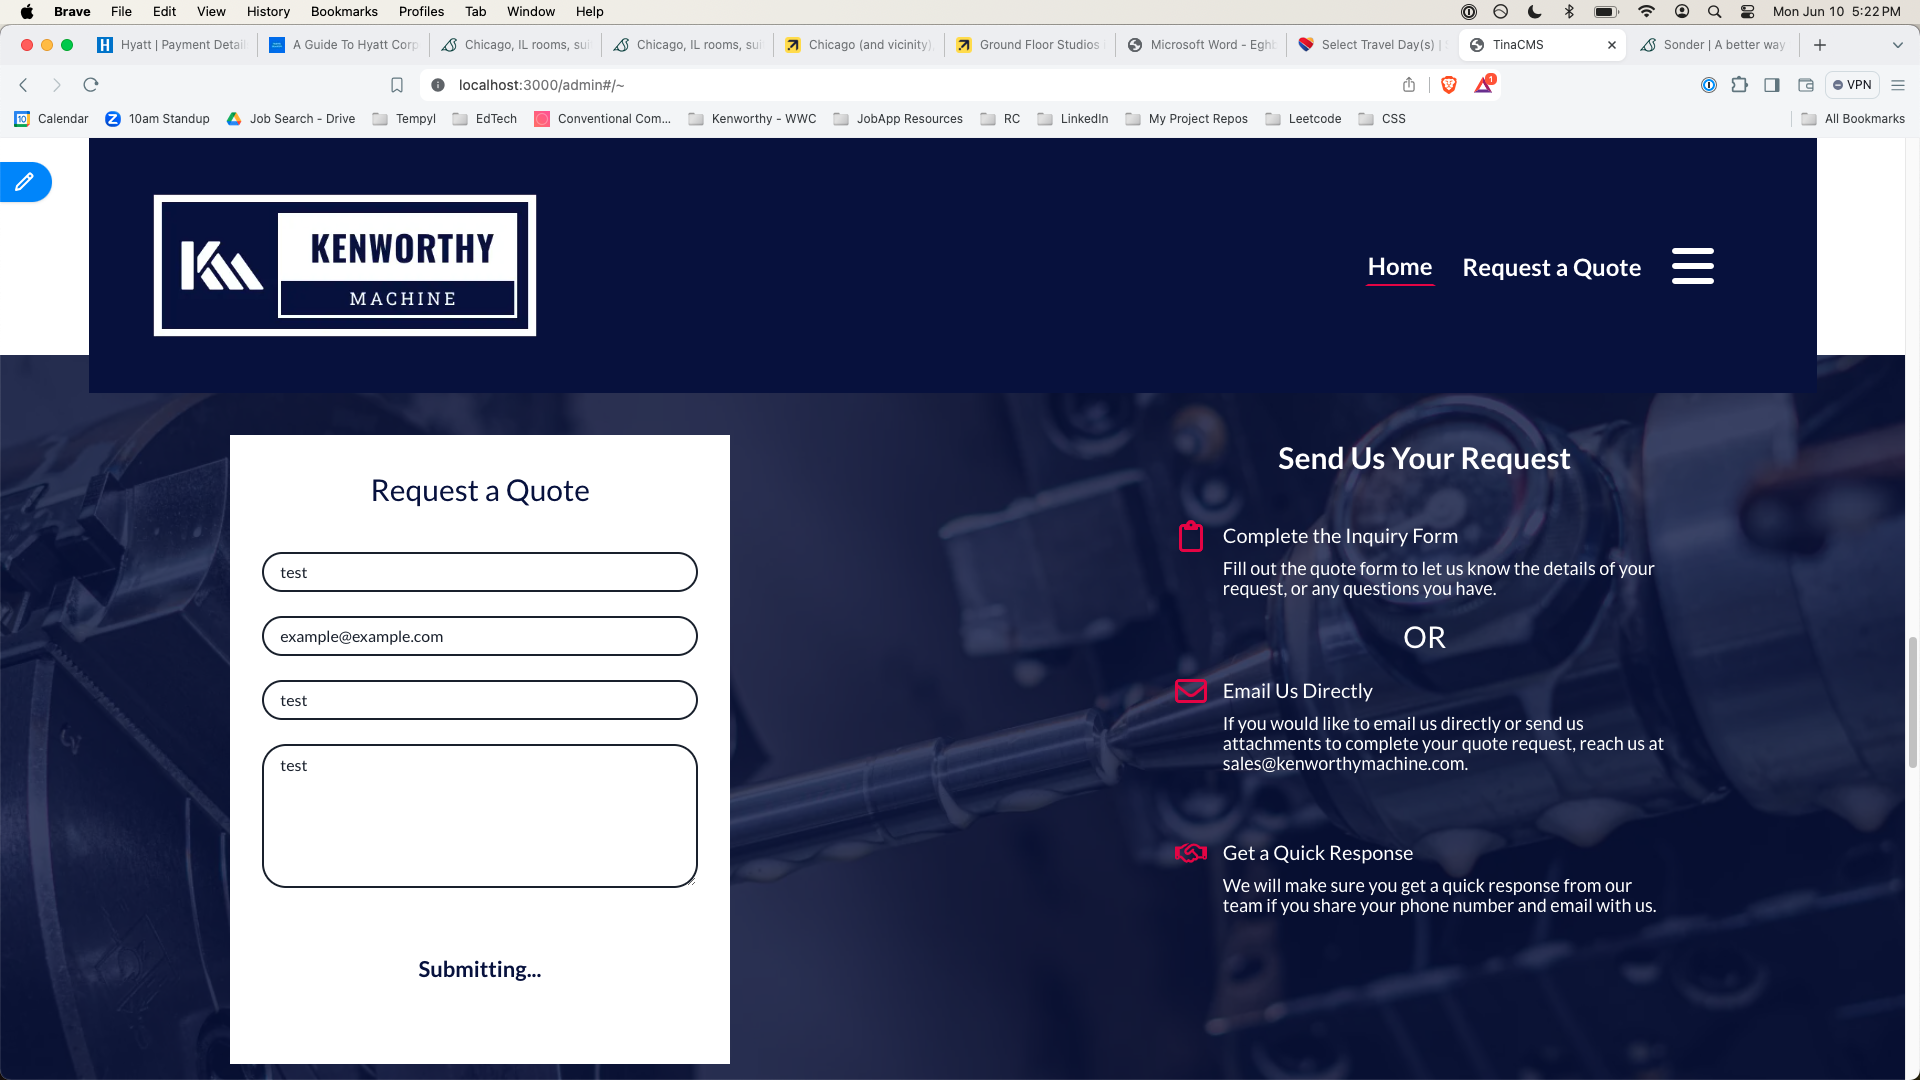 Brave File Edit View History Bookmarks Profiles Tab Window Help Mon Jun 10 5:22 PM
Hyatt | Payment Detail A Guide To Hyatt Corp Chicago, IL rooms, sui Chicago, IL rooms, sui Chicago (and vicinity) Ground Floor Studios Microsoft Word - Eght Select Travel Day(s) | TinaCMS Sonder | A better way
localhost:3000/admin#/~ 1 VPN
10 Calendar Z 10am Standup Job Search - Drive Tempyl EdTech Conventional Com... Kenworthy - WWC JobApp Resources RC LinkedIn My Project Repos Leetcode CSS All Bookmarks
KM KENWORTHY
MACHINE
Home Request a Quote
Request a Quote
test
example@example.com
test
test
Submitting...
Send Us Your Request
Complete the Inquiry Form
Fill out the quote form to let us know the details of your
request, or any questions you have.
OR
Email Us Directly
If you would like to email us directly or send us
attachments to complete your quote request, reach us at
sales@kenworthymachine.com.
Get a Quick Response
We will make sure you get a quick response from our
team if you share your phone number and email with us.